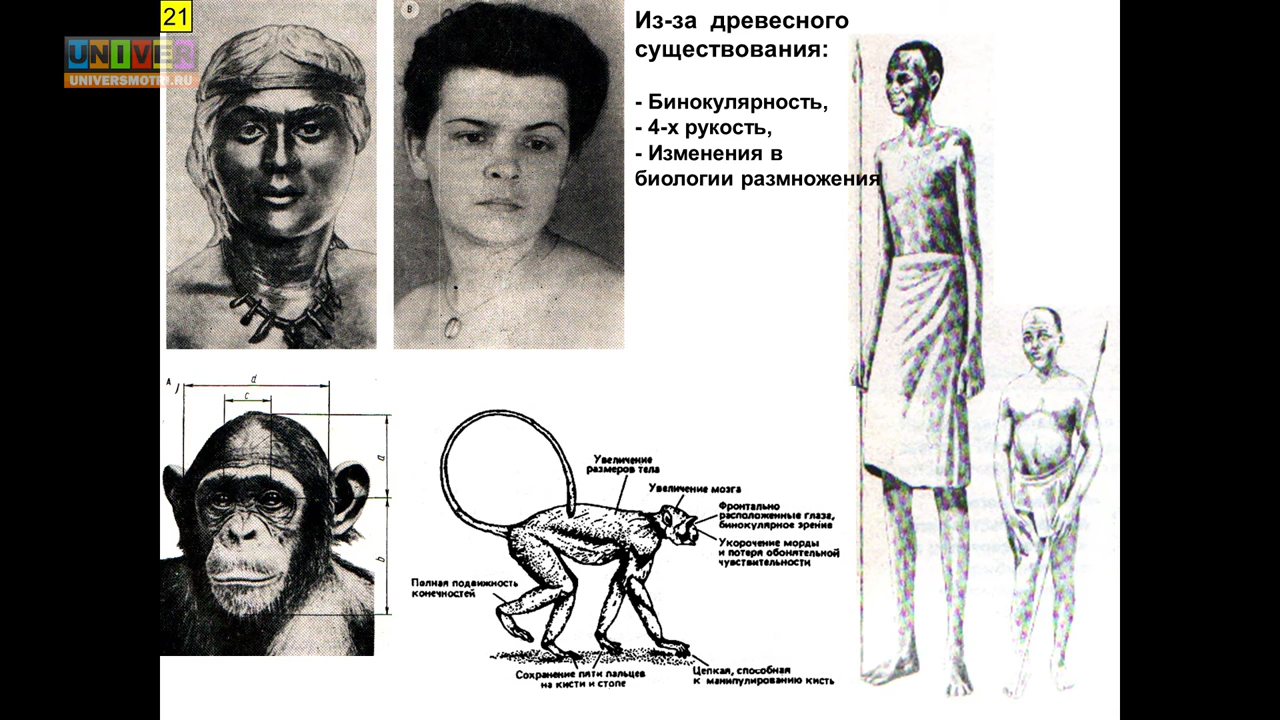 21
UNIVER
UNIVERSMOTRI.RU
В
Из-за древесного
существования:
- Бинокулярность,
- 4-х рукость,
- Изменения в
биологии размножения
А
d
c
a
b
Увеличение
размеров тела
Увеличение мозга
Фронтально
расположенные глаза,
бинокулярное зрение
Укорочение морды
и потеря обонятельной
чувствительности
Полная подвижность
конечностей
Сохранение пяти пальцев
на кисти и стопе
Цепкая, способная
к манипулированию кисть